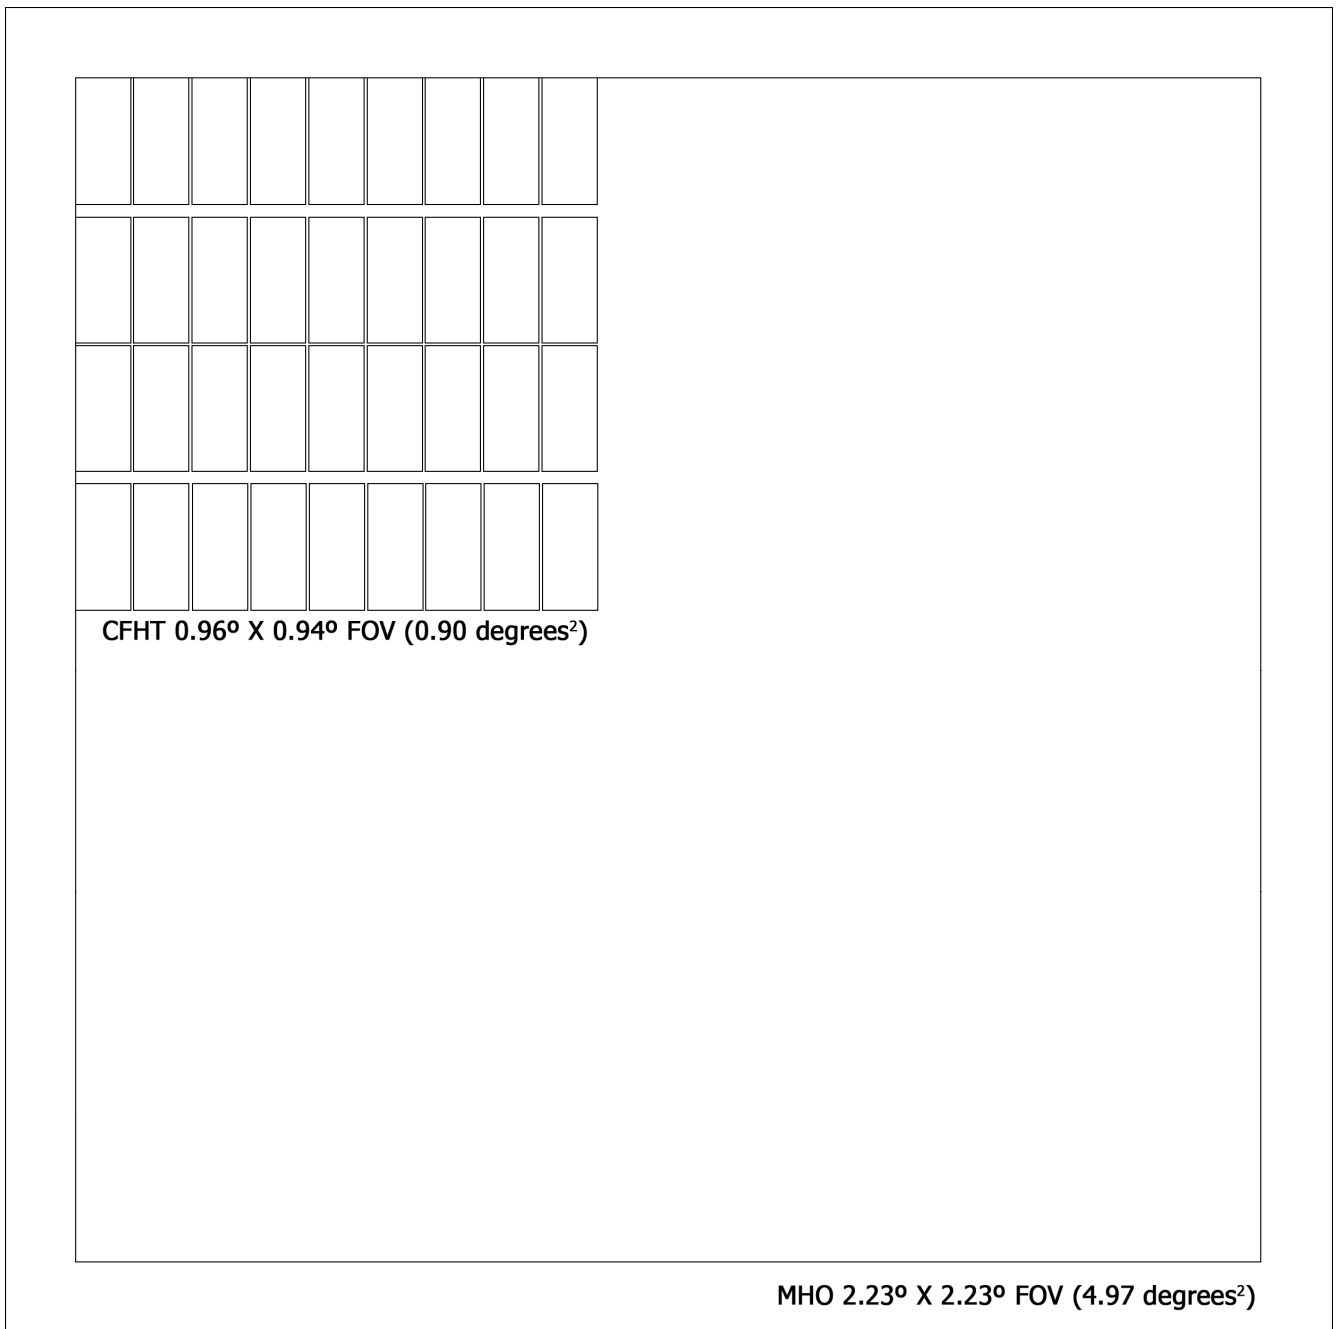 CFHT 0.96º X 0.94º FOV (0.90 degrees²)
MHO 2.23º X 2.23º FOV (4.97 degrees²)